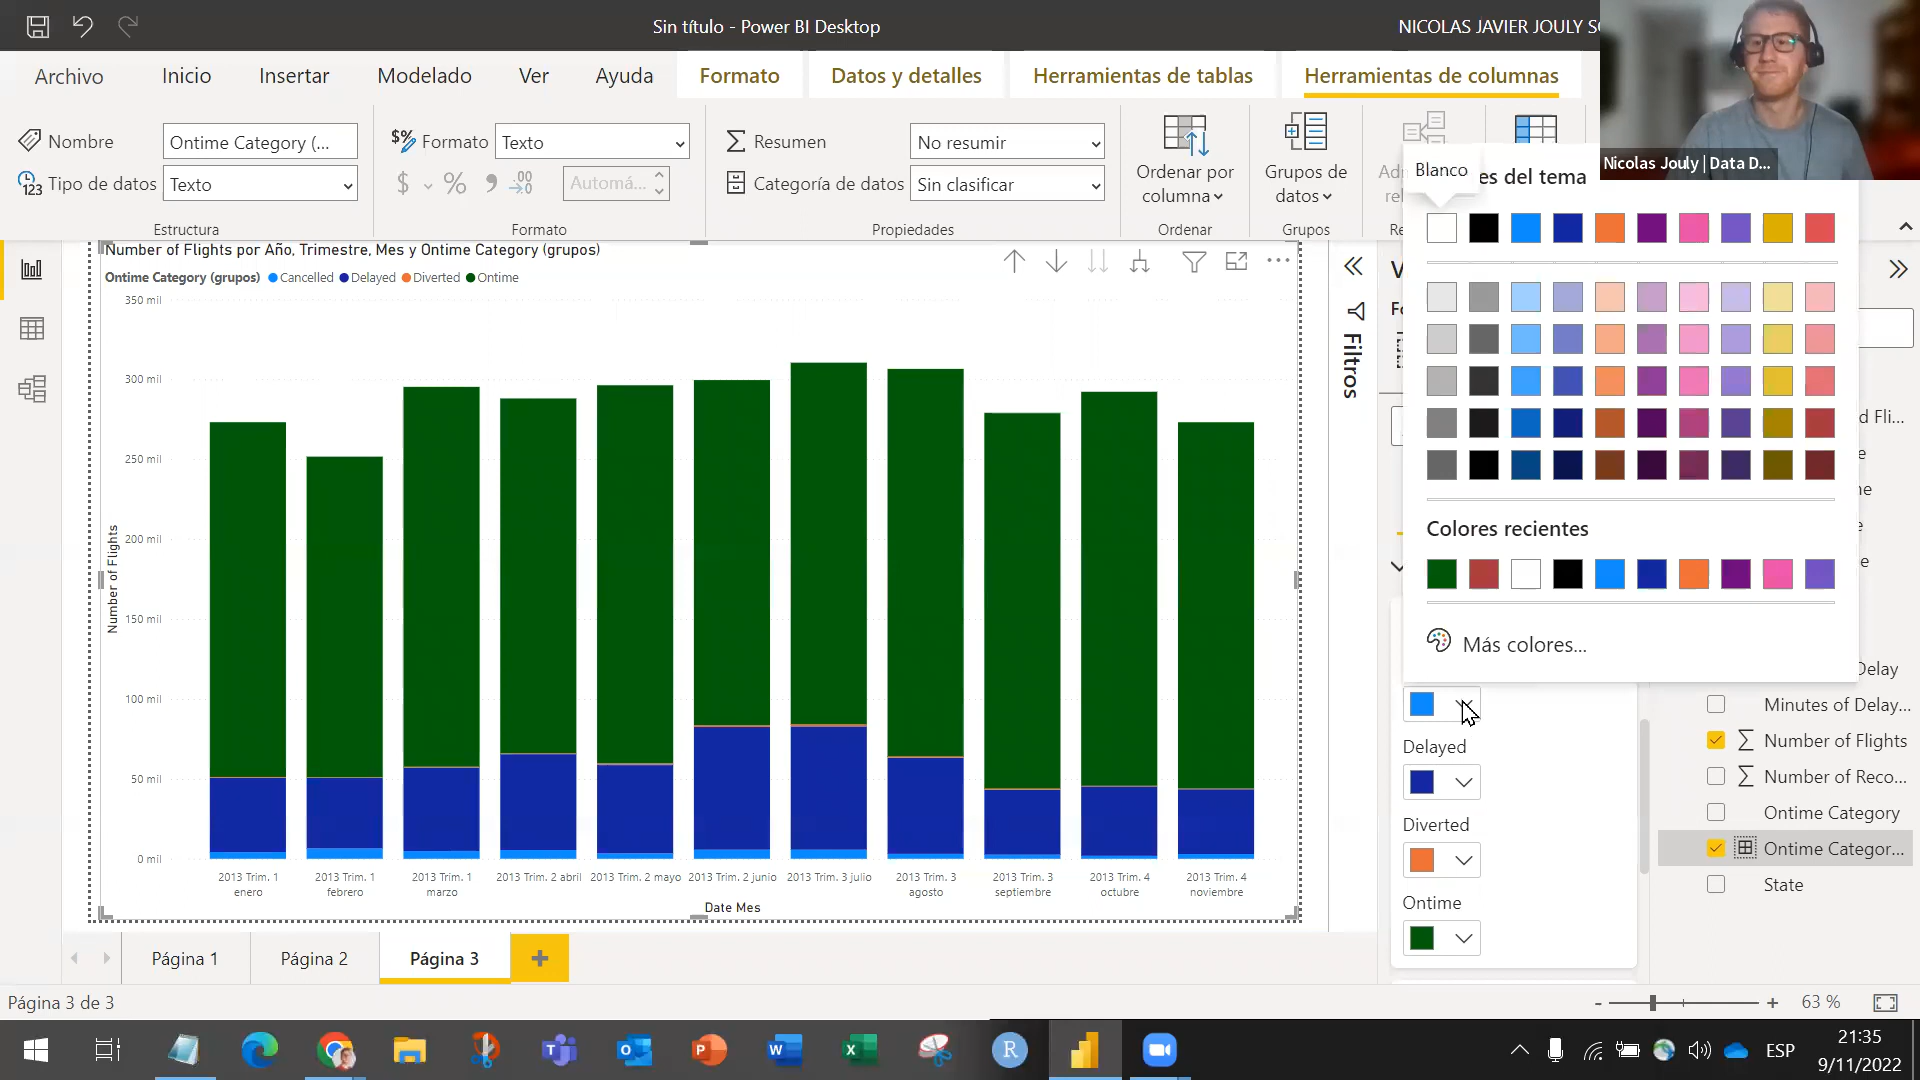 Sin título - Power BI Desktop
NICOLAS JAVIER JOULY
Archivo
Inicio
Insertar
Modelado
Ver
Ayuda
Formato
Datos y detalles
Herramientas de tablas
Herramientas de columnas
Nombre
Ontime Category (...
Tipo de datos
Texto
Estructura
Formato
Texto
$
%
Automá...
Formato
Resumen
No resumir
Categoría de datos
Sin clasificar
Propiedades
Ordenar por
columna
Ordenar
Grupos de
datos
Grupos
Nicolas Jouly | Data D...
Blanco
es del tema
Number of Flights por Año, Trimestre, Mes y Ontime Category (grupos)
Ontime Category (grupos) Cancelled Delayed Diverted Ontime
350 mil
300 mil
250 mil
200 mil
150 mil
100 mil
50 mil
0 mil
Number of Flights
2013 Trim. 1
enero
2013 Trim. 1
febrero
2013 Trim. 1
marzo
2013 Trim. 2 abril
2013 Trim. 2 mayo
2013 Trim. 2 junio
2013 Trim. 3 julio
2013 Trim. 3
agosto
2013 Trim. 3
septiembre
2013 Trim. 4
octubre
2013 Trim. 4
noviembre
Date Mes
Filtros
Colores recientes
Más colores...
Delayed
Diverted
Ontime
d Fli...
Delay
Minutes of Delay...
Number of Flights
Number of Reco...
Ontime Category
Ontime Categor...
State
Página 1
Página 2
Página 3
+
Página 3 de 3
- + 63 %
ESP
21:35
9/11/2022